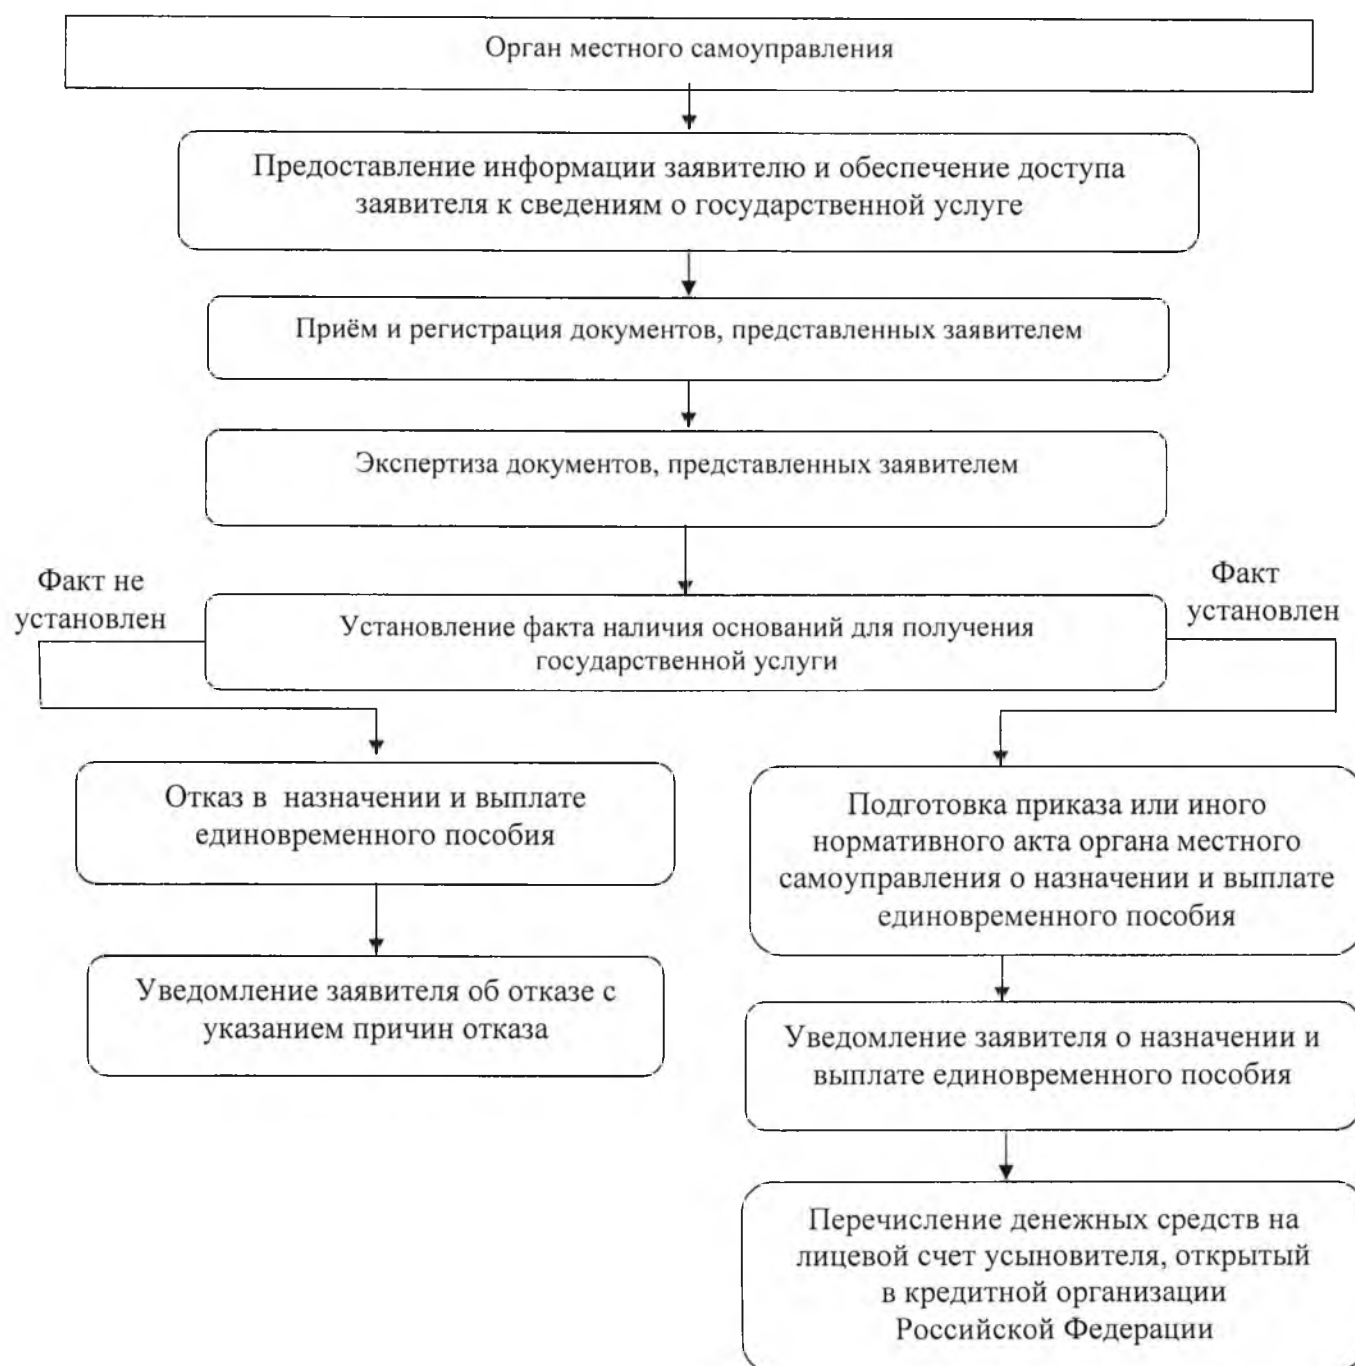 Орган местного самоуправления
Предоставление информации заявителю и обеспечение доступа
заявителя к сведениям о государственной услуге
Приём и регистрация документов, представленных заявителем
Экспертиза документов, представленных заявителем
Факт не
установлен
Факт
установлен
Установление факта наличия оснований для получения
государственной услуги
Отказ в назначении и выплате
единовременного пособия
Уведомление заявителя об отказе с
указанием причин отказа
Подготовка приказа или иного
нормативного акта органа местного
самоуправления о назначении и выплате
единовременного пособия
Уведомление заявителя о назначении и
выплате единовременного пособия
Перечисление денежных средств на
лицевой счет усыновителя, открытый
в кредитной организации
Российской Федерации